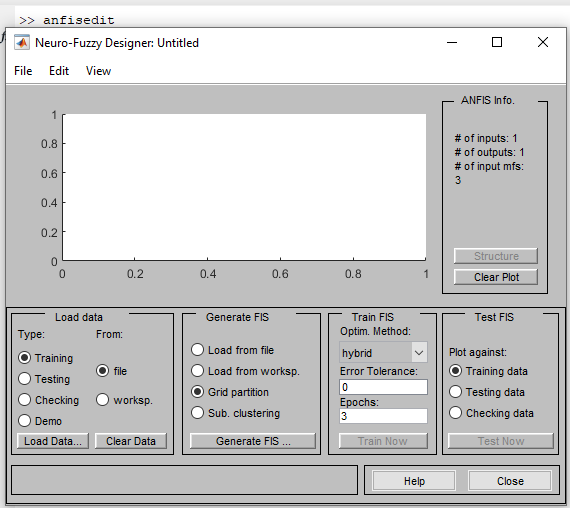 >> anfisedit
Neuro-Fuzzy Designer: Untitled
File Edit View
ANFIS Info.
# of inputs: 1
# of outputs: 1
# of input mfs:
3
Structure
Clear Plot
1
0.8
0.6
0.4
0.2
0
0 0.2 0.4 0.6 0.8 1
Load data
Type: From:
Training
file
Testing
Checking
worksp.
Demo
Load Data... Clear Data
Generate FIS
Load from file
Load from worksp.
Grid partition
Sub. clustering
Generate FIS ...
Train FIS
Optim. Method:
hybrid
Error Tolerance:
0
Epochs:
3
Train Now
Test FIS
Plot against:
Training data
Testing data
Checking data
Test Now
Help Close